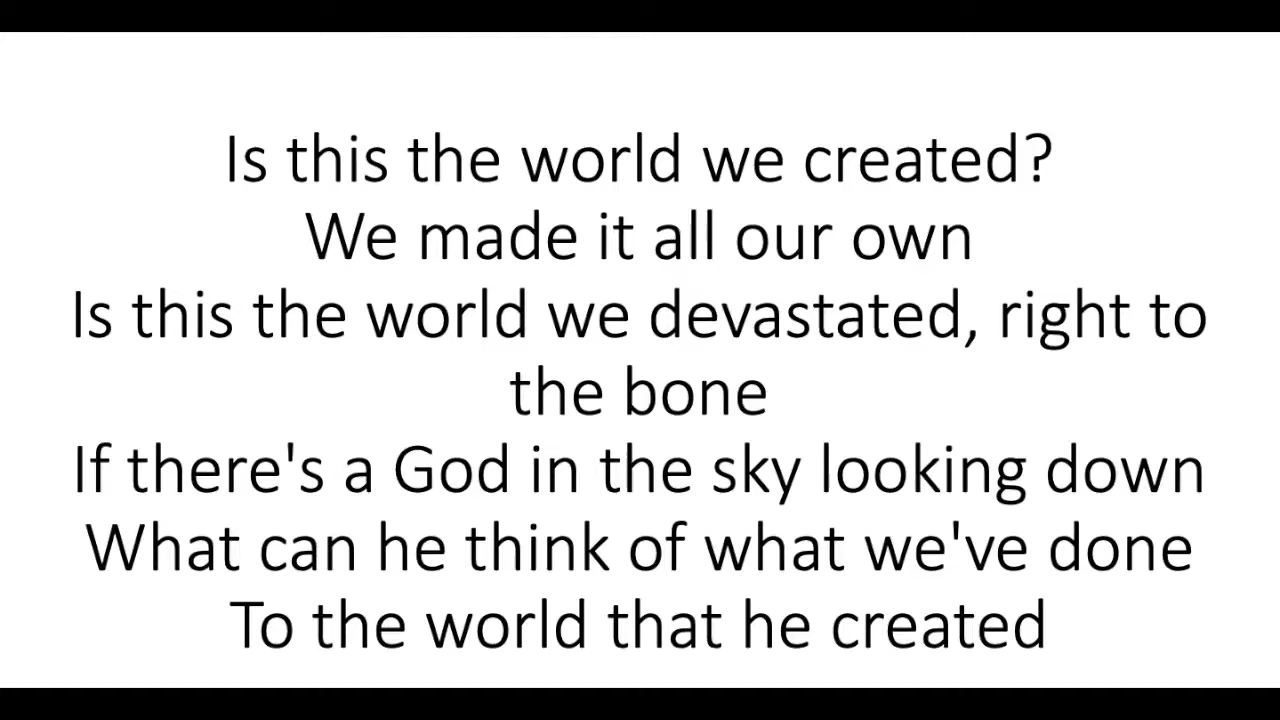 Is this the world we created?
We made it all our own
Is this the world we devastated, right to
the bone
If there's a God in the sky looking down
What can he think of what we've done
To the world that he created